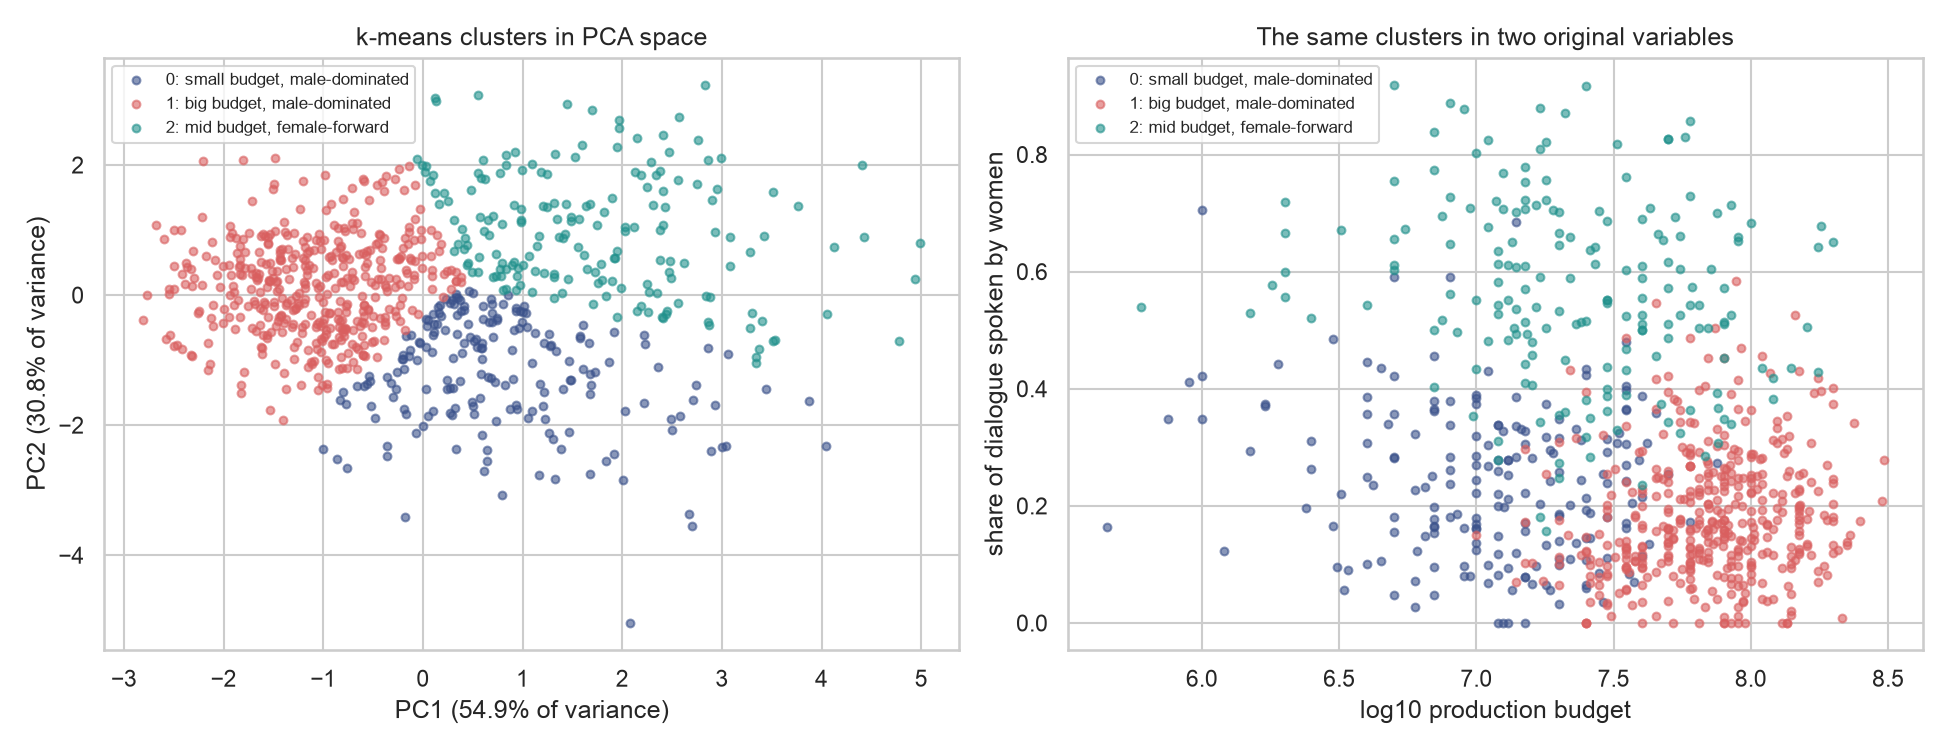 k-means clusters in PCA space
0: small budget, male-dominated
1: big budget, male-dominated
2: mid budget, female-forward
2
0
−2
−4
PC2 (30.8% of variance)
−3 −2 −1 0 1 2 3 4 5
PC1 (54.9% of variance)
The same clusters in two original variables
0: small budget, male-dominated
1: big budget, male-dominated
2: mid budget, female-forward
0.8
0.6
0.4
0.2
0.0
share of dialogue spoken by women
6.0 6.5 7.0 7.5 8.0 8.5
log10 production budget